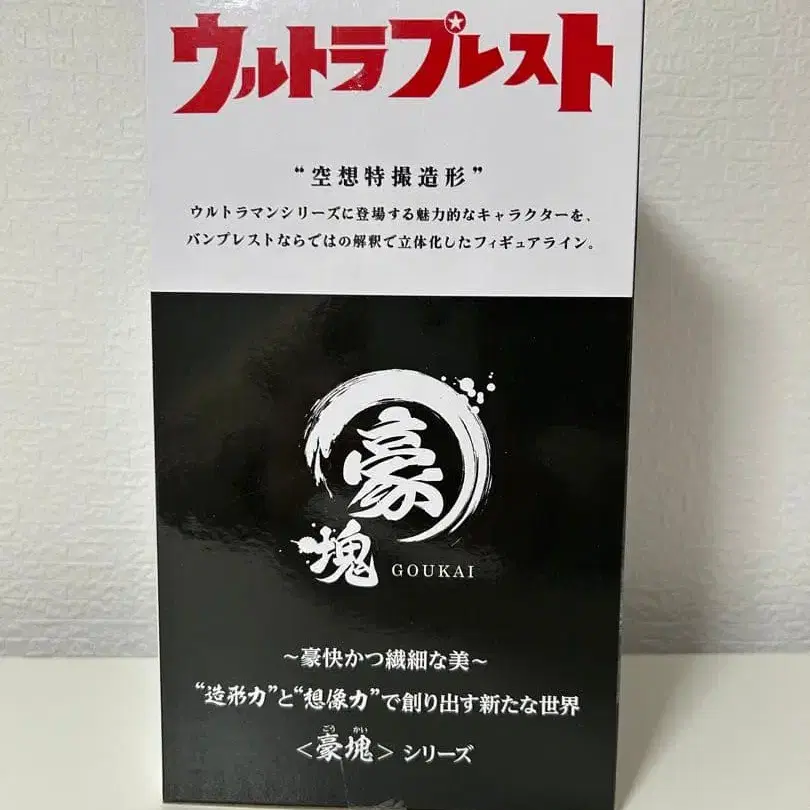 ウルトラプレスト
“空想特撮造形”
ウルトラマンシリーズに登場する魅力的なキャラクターを、
バンプレストならではの解釈で立体化したフィギュアライン。
豪
塊 GOUKAI
～豪快かつ繊細な美～
“造形力”と“想像力”で創り出す新たな世界
ごう かい
＜豪塊＞シリーズ